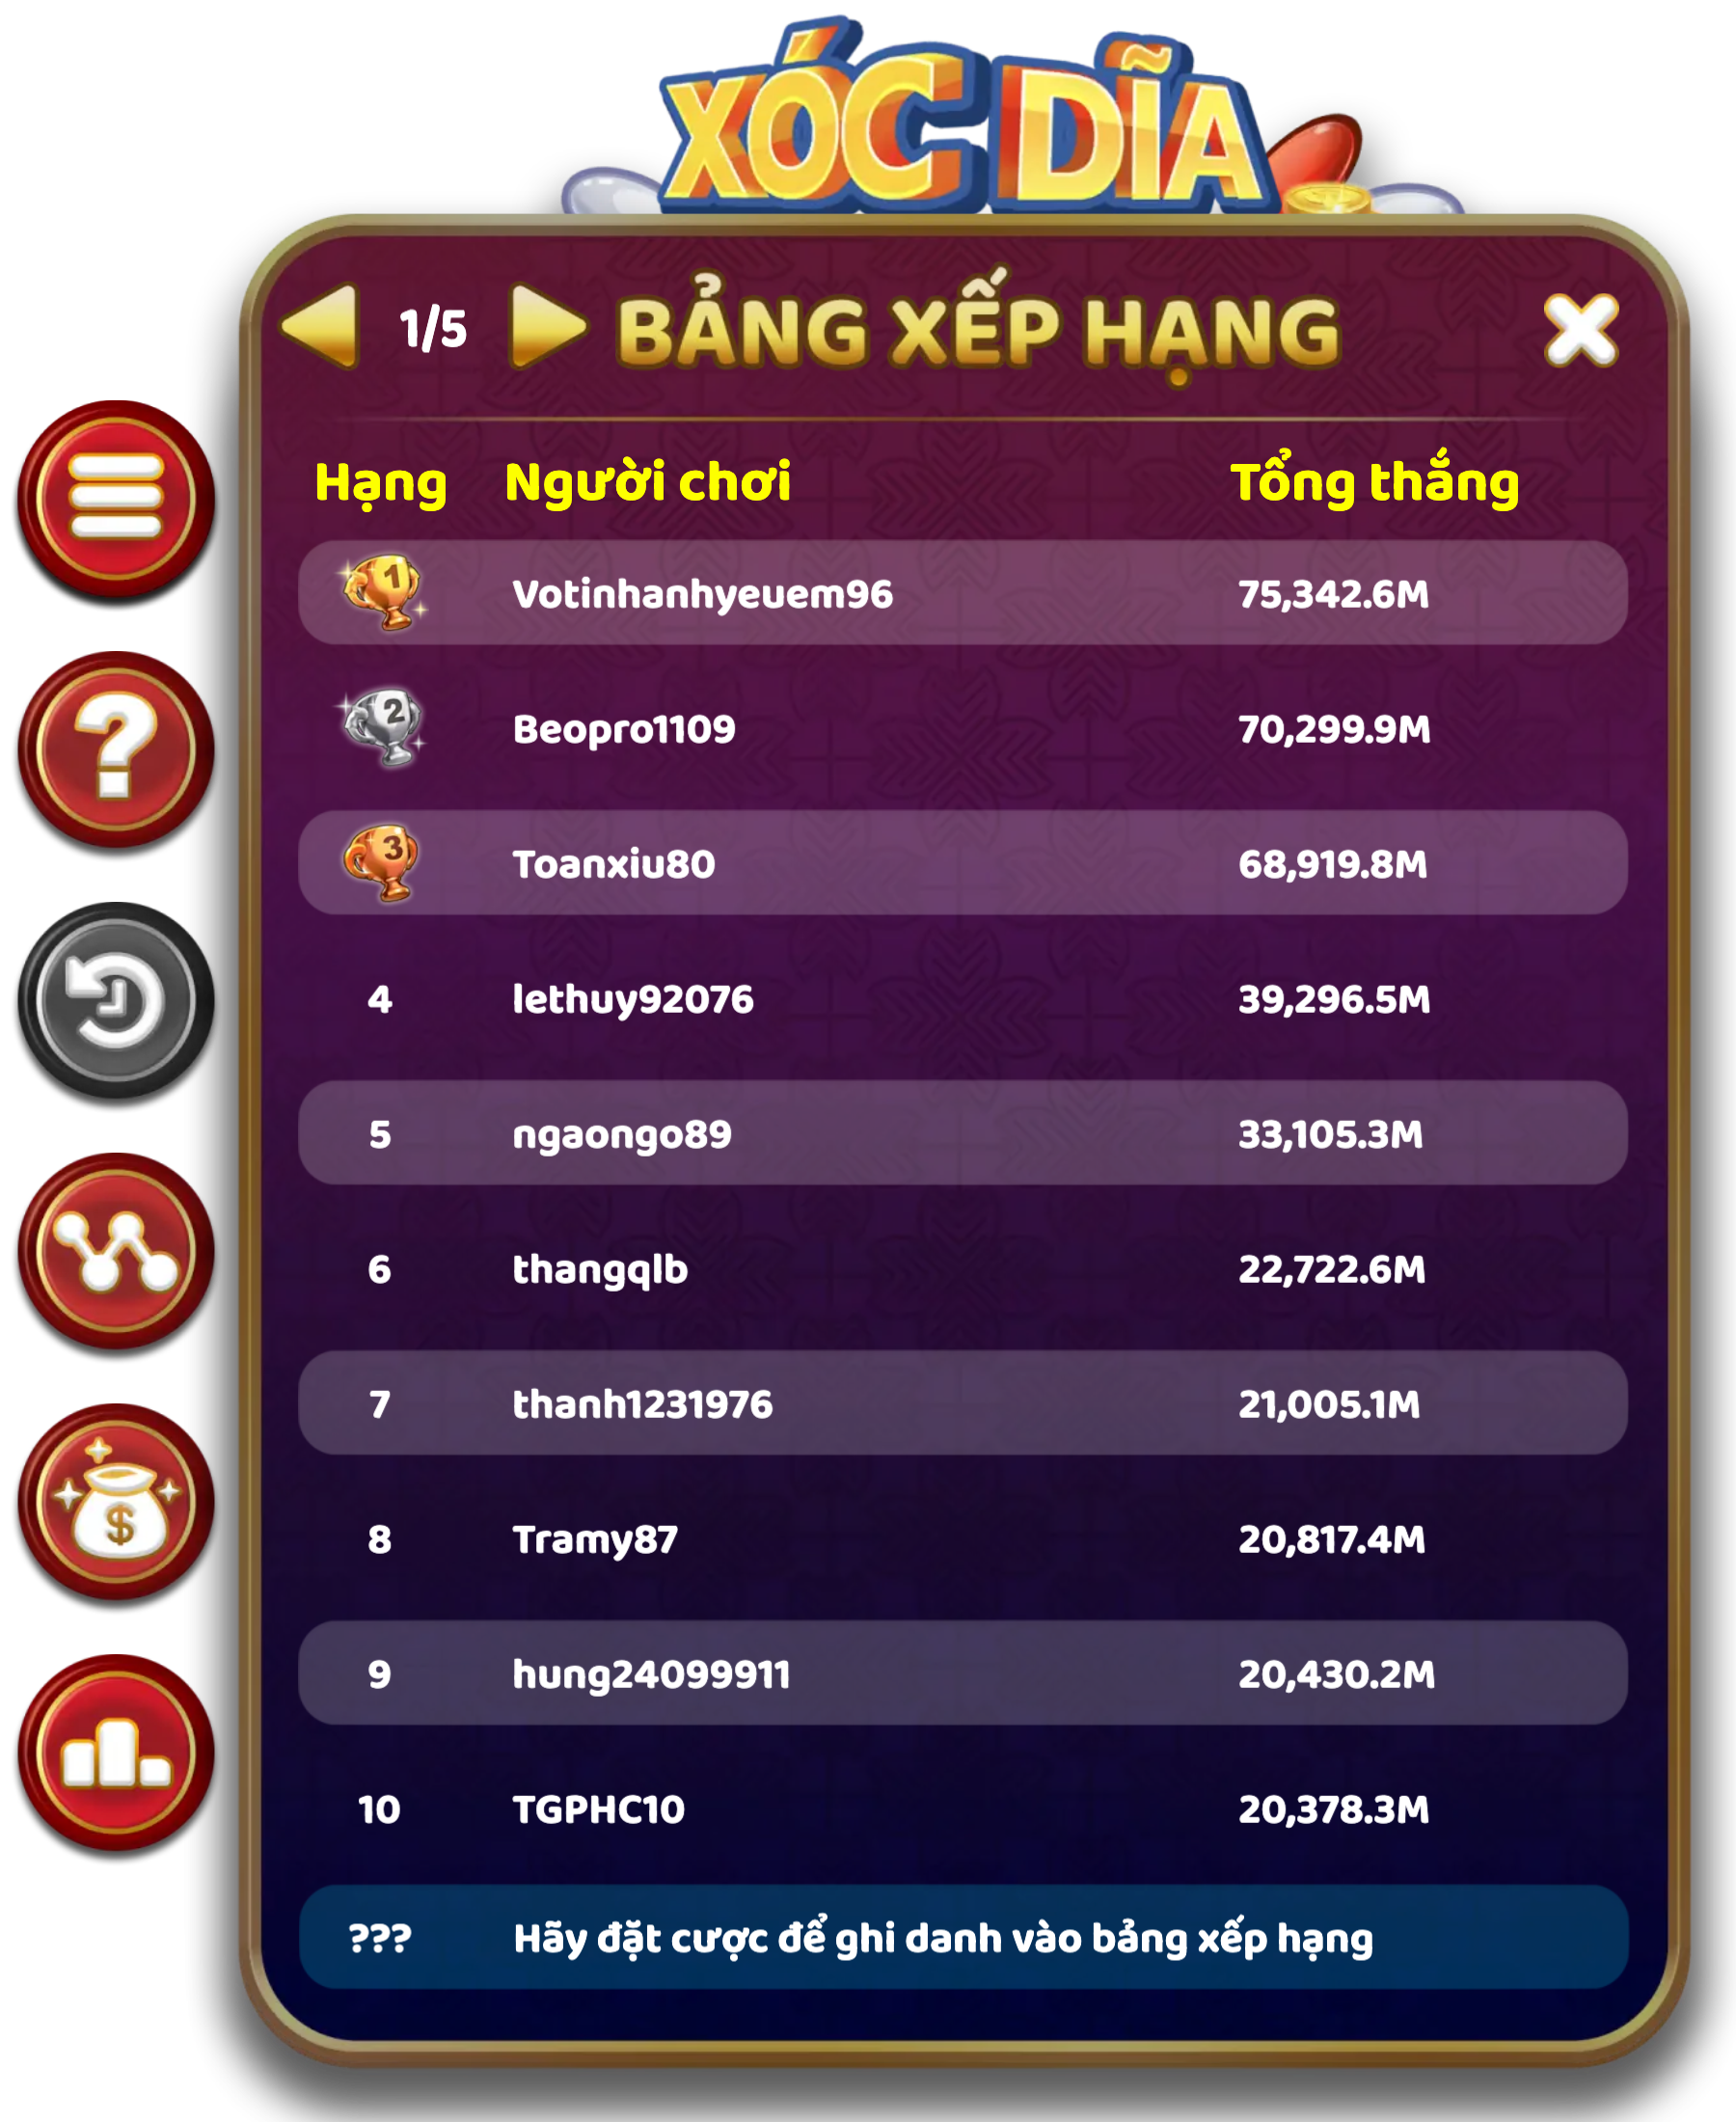 XÓC DĨA
1/5 BẢNG XẾP HẠNG
Hạng Người chơi Tổng thắng
1 Votinhanhyeuem96 75,342.6M
2 Beopro1109 70,299.9M
3 Toanxiu80 68,919.8M
4 lethuy92076 39,296.5M
5 ngaongo89 33,105.3M
6 thangqlb 22,722.6M
7 thanh1231976 21,005.1M
8 Tramy87 20,817.4M
9 hung24099911 20,430.2M
10 TGPHC10 20,378.3M
??? Hãy đặt cược để ghi danh vào bảng xếp hạng
?
$